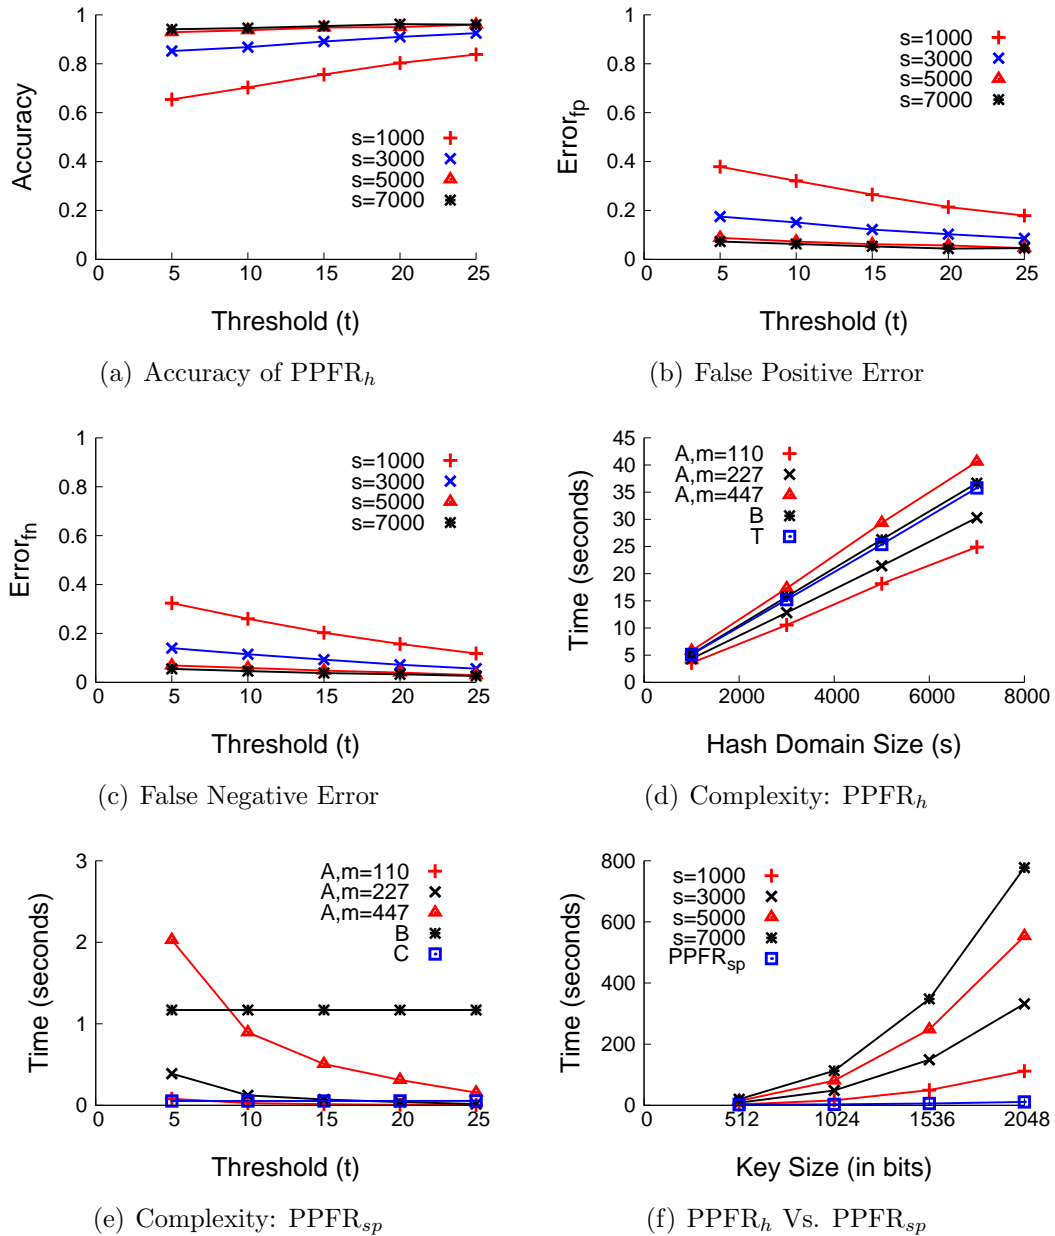 1
0.8
0.6
0.4
0.2
0
0 5 10 15 20 25
Accuracy
Threshold (t)
s=1000
s=3000
s=5000
s=7000
(a) Accuracy of PPFR_h
1
0.8
0.6
0.4
0.2
0
0 5 10 15 20 25
Error_fp
Threshold (t)
s=1000
s=3000
s=5000
s=7000
(b) False Positive Error
1
0.8
0.6
0.4
0.2
0
0 5 10 15 20 25
Error_fn
Threshold (t)
s=1000
s=3000
s=5000
s=7000
(c) False Negative Error
45
40
35
30
25
20
15
10
5
0
0 2000 4000 6000 8000
Time (seconds)
Hash Domain Size (s)
A,m=110
A,m=227
A,m=447
B
T
(d) Complexity: PPFR_h
3
2
1
0
0 5 10 15 20 25
Time (seconds)
Threshold (t)
A,m=110
A,m=227
A,m=447
B
C
(e) Complexity: PPFR_sp
800
600
400
200
0
0 512 1024 1536 2048
Time (seconds)
Key Size (in bits)
s=1000
s=3000
s=5000
s=7000
PPFR_sp
(f) PPFR_h Vs. PPFR_sp